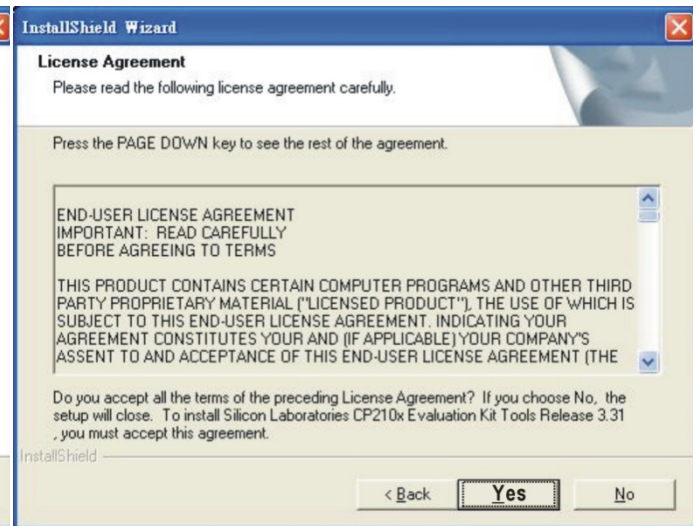 InstallShield Wizard
License Agreement
Please read the following license agreement carefully.
Press the PAGE DOWN key to see the rest of the agreement.
END-USER LICENSE AGREEMENT
IMPORTANT:  READ CAREFULLY
BEFORE AGREEING TO TERMS
THIS PRODUCT CONTAINS CERTAIN COMPUTER PROGRAMS AND OTHER THIRD
PARTY PROPRIETARY MATERIAL ("LICENSED PRODUCT"), THE USE OF WHICH IS
SUBJECT TO THIS END-USER LICENSE AGREEMENT. INDICATING YOUR
AGREEMENT CONSTITUTES YOUR AND (IF APPLICABLE) YOUR COMPANY'S
ASSENT TO AND ACCEPTANCE OF THIS END-USER LICENSE AGREEMENT (THE
Do you accept all the terms of the preceding License Agreement?  If you choose No,  the
setup will close.  To install Silicon Laboratories CP210x Evaluation Kit Tools Release 3.31
, you must accept this agreement.
InstallShield
< Back Yes No